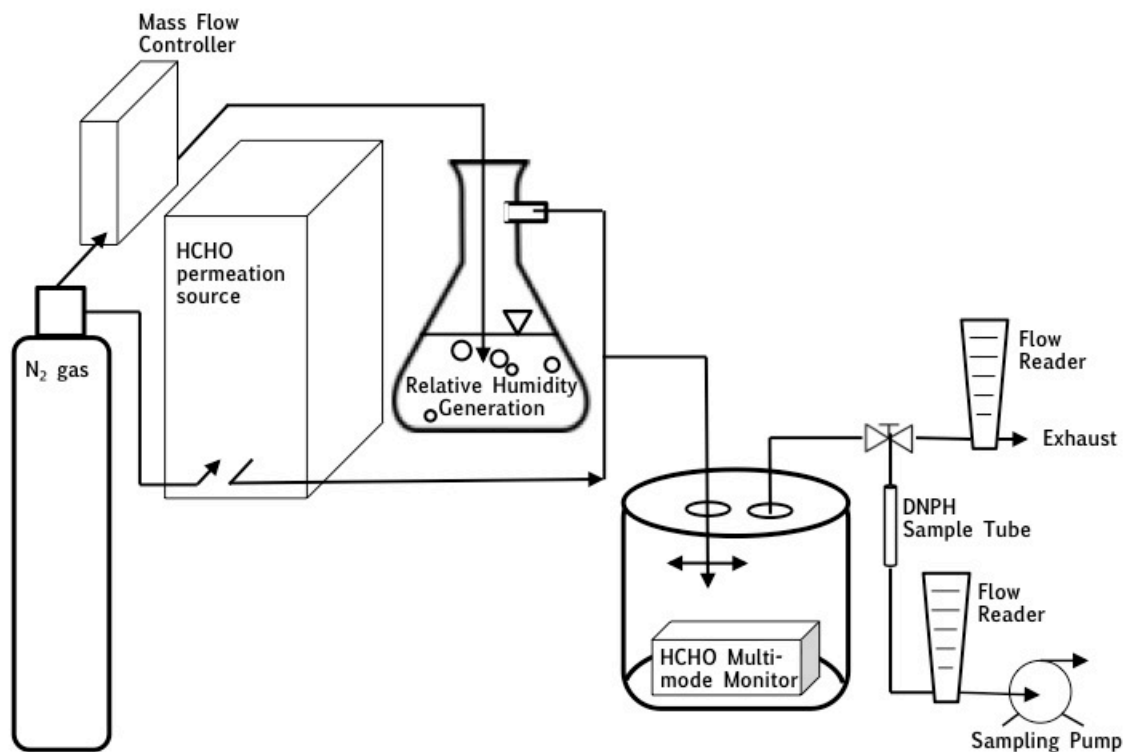 Mass Flow
Controller
HCHO
permeation
source
N₂ gas
Relative Humidity
Generation
Flow
Reader
Exhaust
DNPH
Sample Tube
Flow
Reader
HCHO Multi-
mode Monitor
Sampling Pump